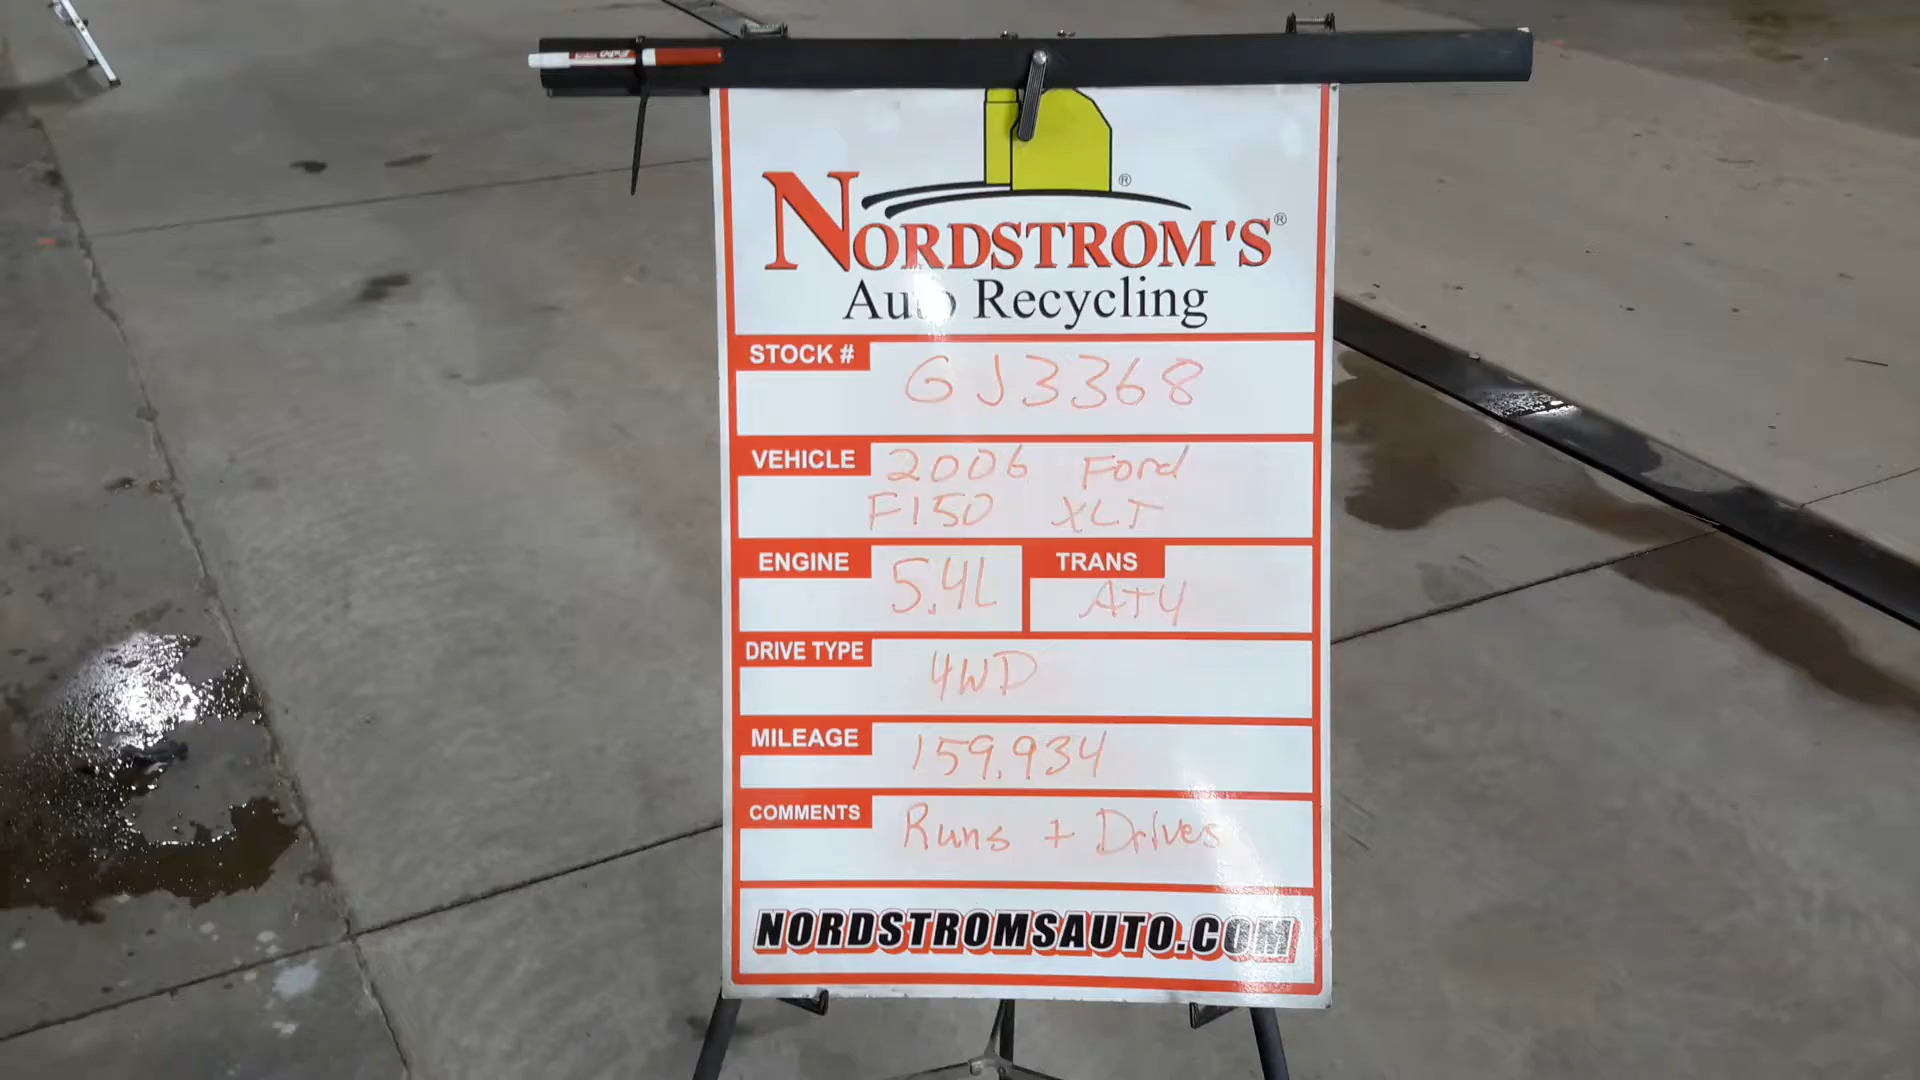 NORDSTROM'S®
®
Auto Recycling
STOCK # GJ3368
VEHICLE 2006 Ford
F150 XLT
ENGINE 5.4L TRANS AT4
DRIVE TYPE 4WD
MILEAGE 159,934
COMMENTS Runs + Drives
NORDSTROMSAUTO.COM